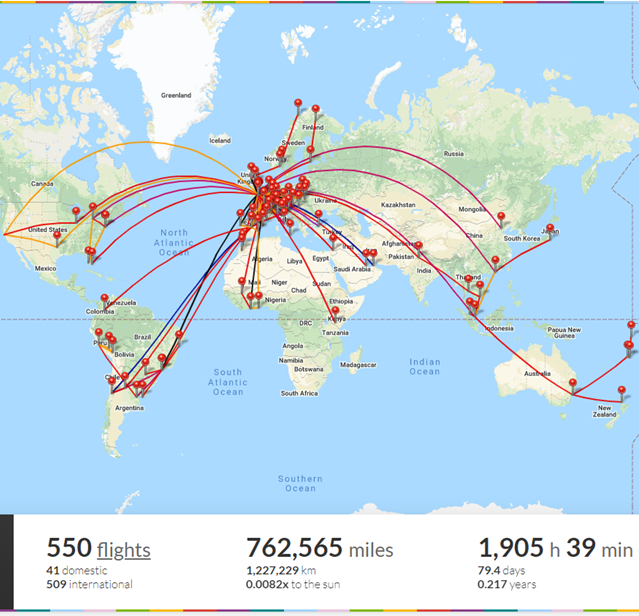 Greenland
Iceland
Finland
Sweden
Norway
Russia
Canada
Ukraine
Kazakhstan
Mongolia
United States
North
Atlantic
Ocean
Turkey
Afghanistan
China
South Korea
Japan
Iraq
Pakistan
Mexico
Algeria
Libya
Egypt
Saudi Arabia
India
Mali
Niger
Sudan
Chad
Thailand
Venezuela
Nigeria
Ethiopia
Colombia
Kenya
DRC
Indonesia
Papua New
Guinea
Tanzania
Brazil
Peru
Bolivia
Angola
Namibia
Madagascar
Botswana
Indian
Ocean
South
Atlantic
Ocean
Chile
Australia
South Africa
Argentina
New
Zealand
Southern
Ocean
550 flights
41 domestic
509 international
762,565 miles
1,227,229 km
0.0082x to the sun
1,905 h 39 min
79.4 days
0.217 years